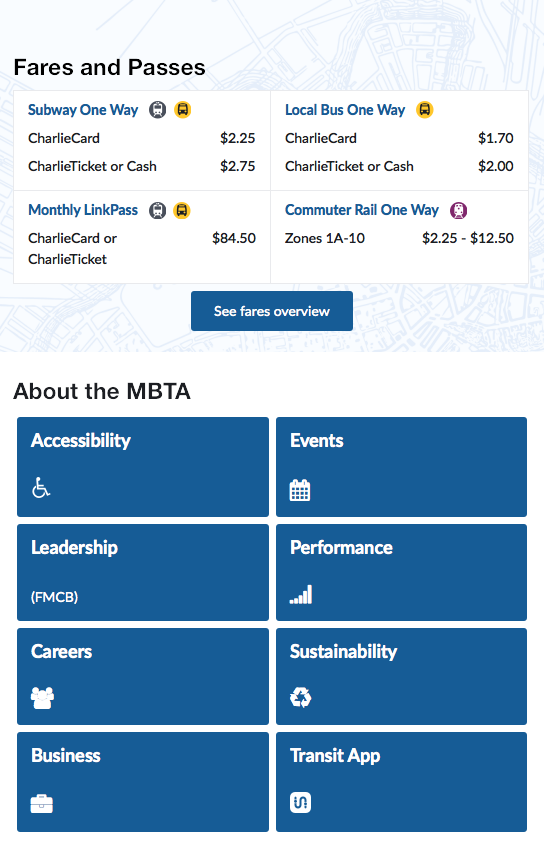 Fares and Passes
Subway One Way
CharlieCard $2.25
CharlieTicket or Cash $2.75
Local Bus One Way
CharlieCard $1.70
CharlieTicket or Cash $2.00
Monthly LinkPass
CharlieCard or $84.50
CharlieTicket
Commuter Rail One Way
Zones 1A-10 $2.25 - $12.50
See fares overview
About the MBTA
Accessibility
Events
Leadership
(FMCB)
Performance
Careers
Sustainability
Business
Transit App